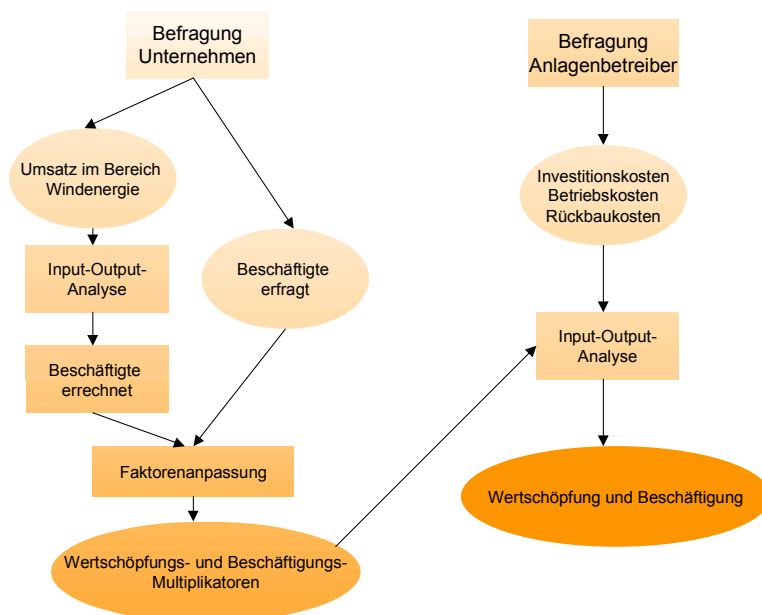 Befragung
Unternehmen
Umsatz im Bereich
Windenergie
Input-Output-
Analyse
Beschäftigte
errechnet
Beschäftigte
erfragt
Faktorenanpassung
Wertschöpfungs- und Beschäftigungs-
Multiplikatoren
Befragung
Anlagenbetreiber
Investitionskosten
Betriebskosten
Rückbaukosten
Input-Output-
Analyse
Wertschöpfung und Beschäftigung